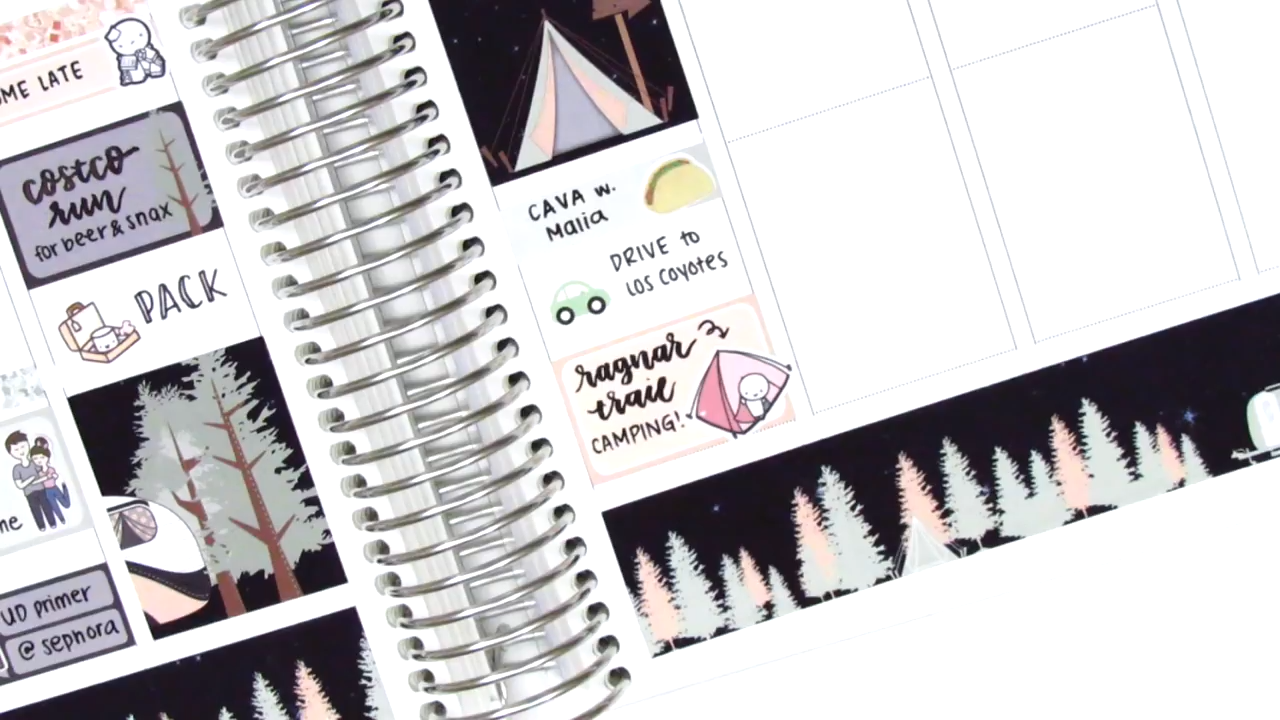 OME LATE
costco
run
for beer & snax
PACK
me
UD primer
@ sephora
CAVA w.
Malia
DRIVE to
LOS COYOTES
ragnar
trail
CAMPING!